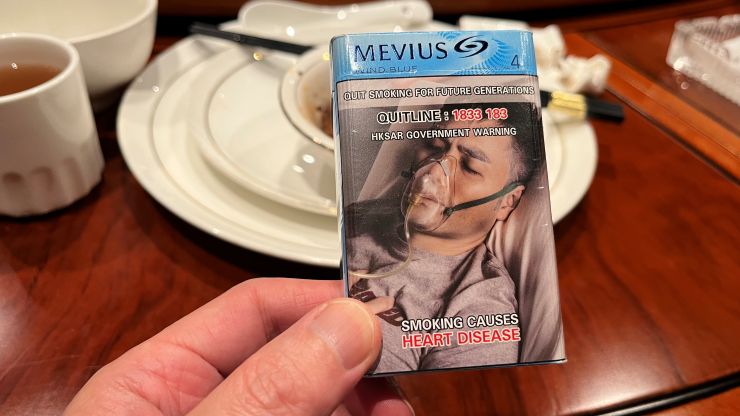 MEVIUS
WIND BLUE 4
QUIT SMOKING FOR FUTURE GENERATIONS
QUITLINE : 1833 183
HKSAR GOVERNMENT WARNING
SMOKING CAUSES
HEART DISEASE